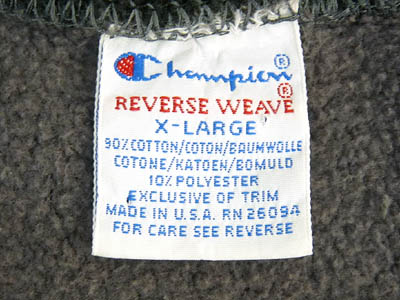 Champion®
REVERSE WEAVE®
X-LARGE
90% COTTON/COTON/BAUMWOLLE
COTONE/KATOEN/BOMULD
10% POLYESTER
EXCLUSIVE OF TRIM
MADE IN U.S.A. RN 26094
FOR CARE SEE REVERSE